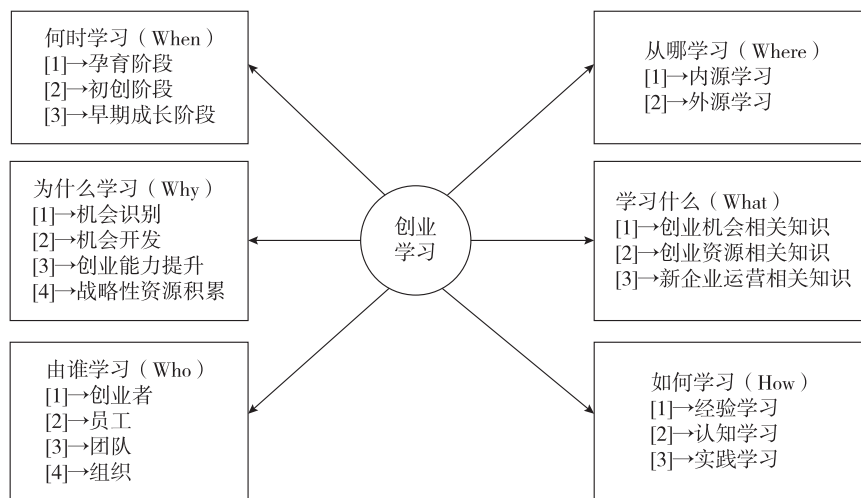 何时学习（When）
[1]→孕育阶段
[2]→初创阶段
[3]→早期成长阶段
为什么学习（Why）
[1]→机会识别
[2]→机会开发
[3]→创业能力提升
[4]→战略性资源积累
由谁学习（Who）
[1]→创业者
[2]→员工
[3]→团队
[4]→组织
创业
学习
从哪学习（Where）
[1]→内源学习
[2]→外源学习
学习什么（What）
[1]→创业机会相关知识
[2]→创业资源相关知识
[3]→新企业运营相关知识
如何学习（How）
[1]→经验学习
[2]→认知学习
[3]→实践学习